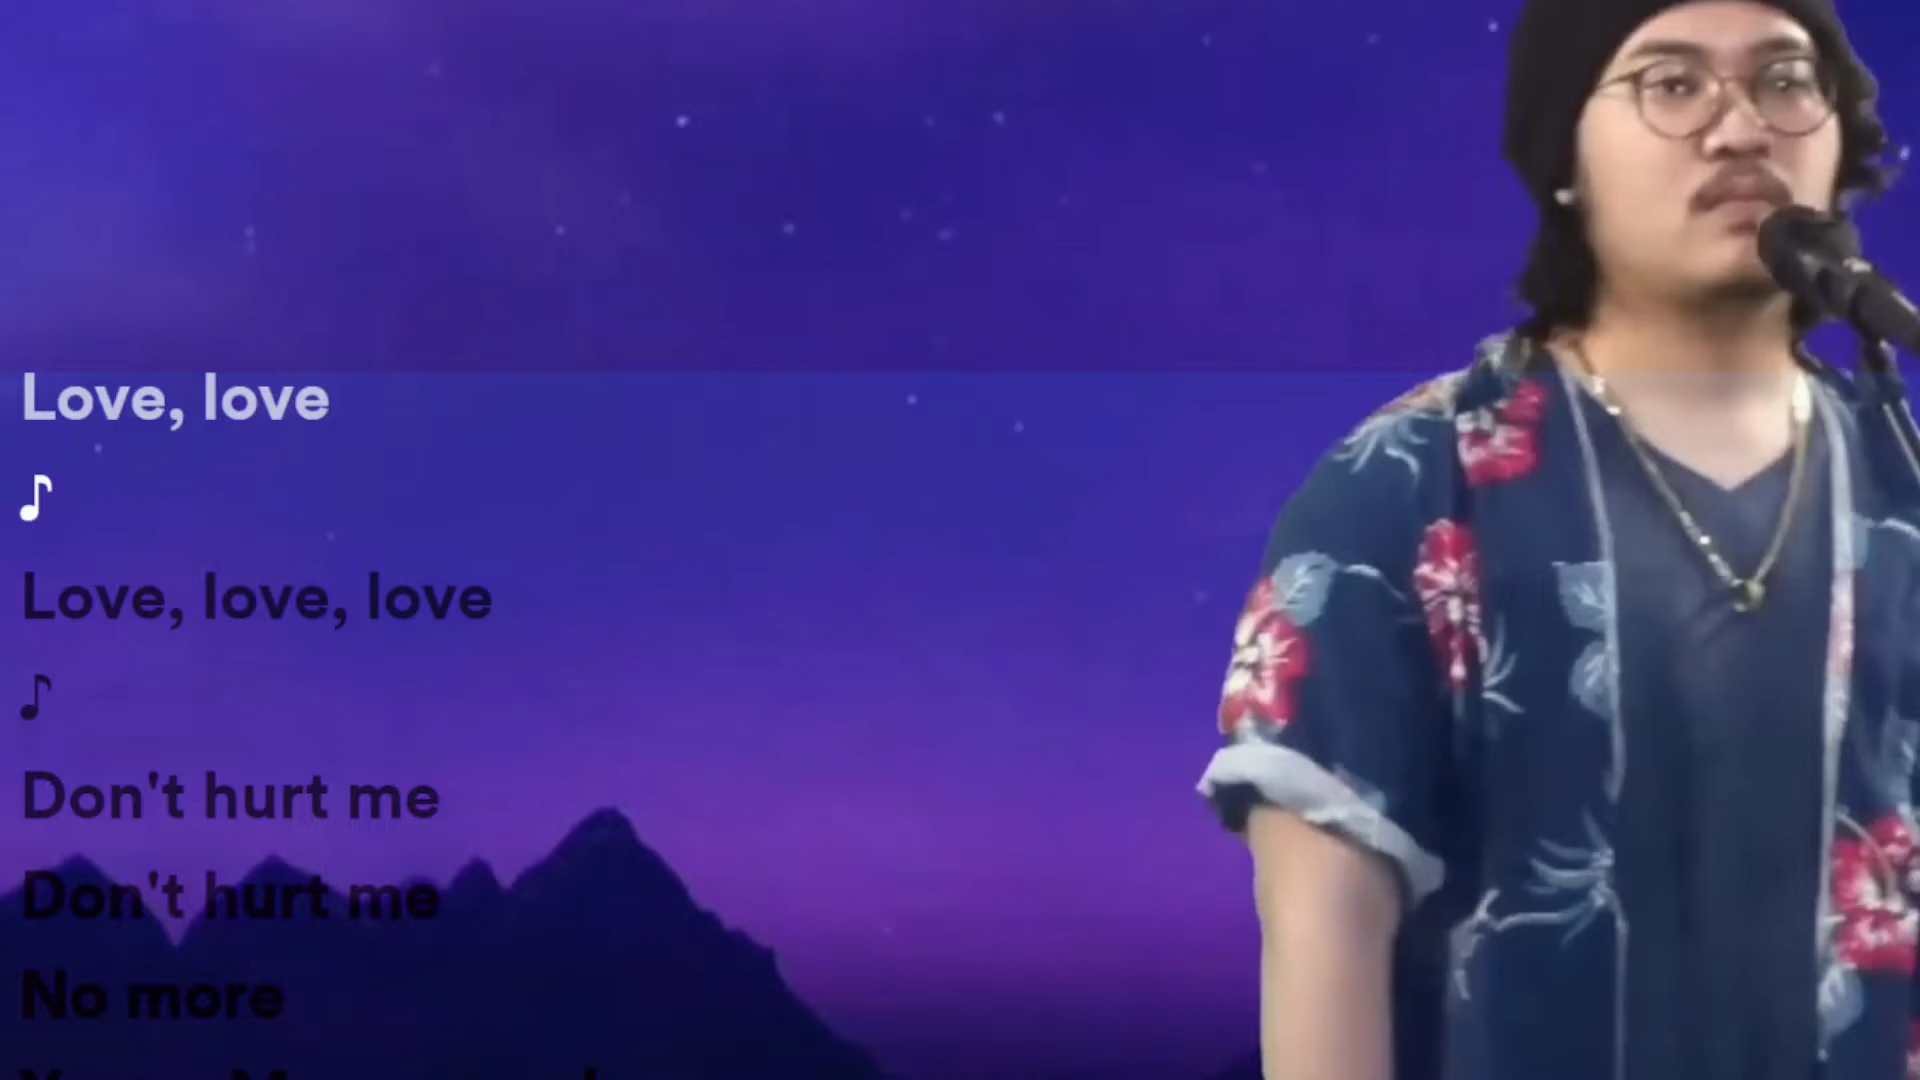 Love, love
♪
Love, love, love
♪
Don't hurt me
Don't hurt me
No more